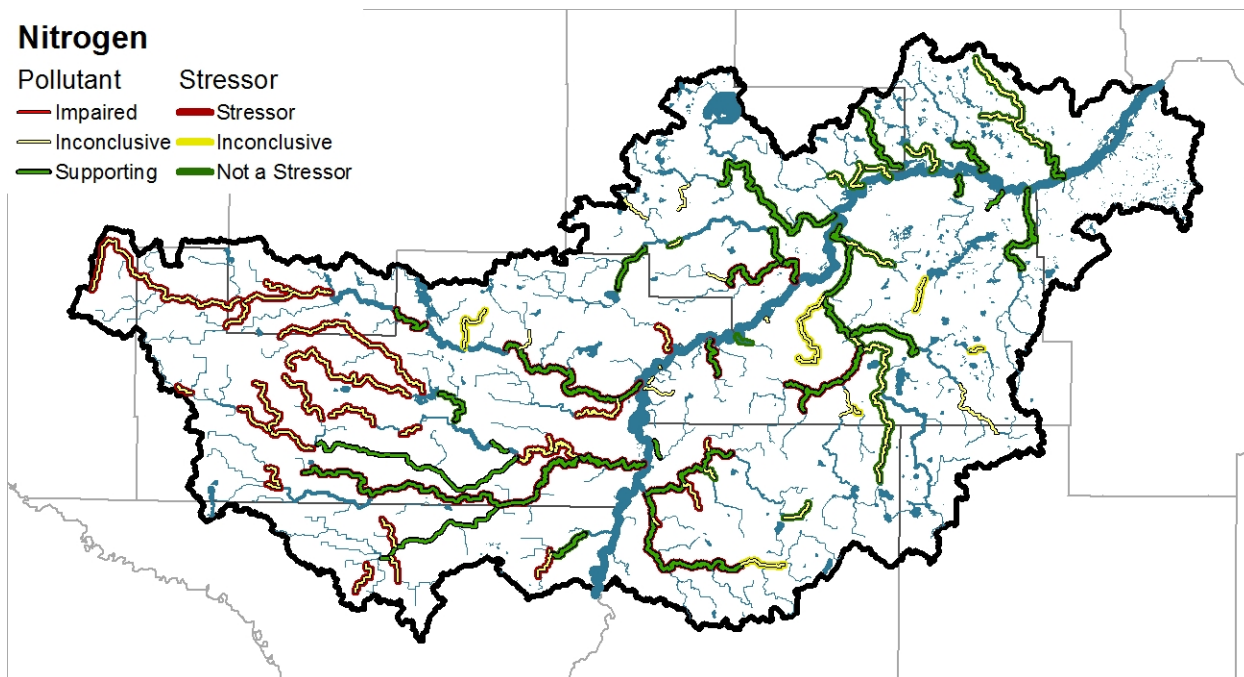 Nitrogen
Pollutant Stressor
Impaired Stressor
Inconclusive Inconclusive
Supporting Not a Stressor